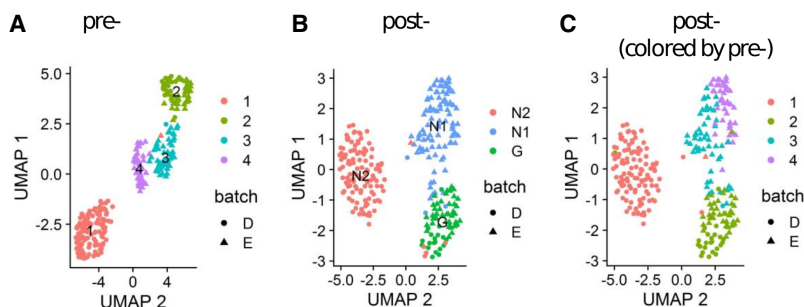 A pre- B post- C post-
(colored by pre-)
5.0
2.5
0.0
-2.5
UMAP 1
-4 0 4
UMAP 2
1
2
3
4
1
2
3
4
batch
D
E
3
2
1
0
-1
-2
-3
UMAP 1
-5.0 -2.5 0.0 2.5
UMAP 2
N2
N1
G
N2
N1
G
batch
D
E
3
2
1
0
-1
-2
-3
UMAP 1
-5.0 -2.5 0.0 2.5
UMAP 2
1
2
3
4
batch
D
E